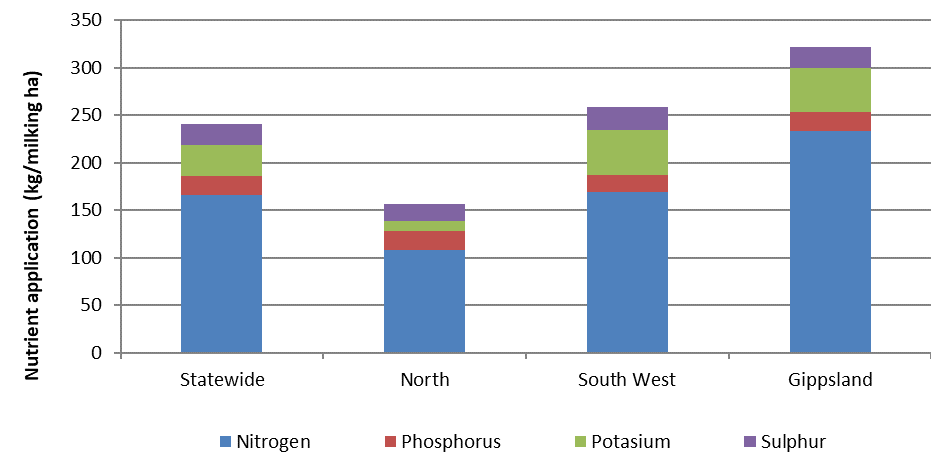 Nutrient application (kg/milking ha)
350
300
250
200
150
100
50
0
Statewide North South West Gippsland
Nitrogen Phosphorus Potasium Sulphur